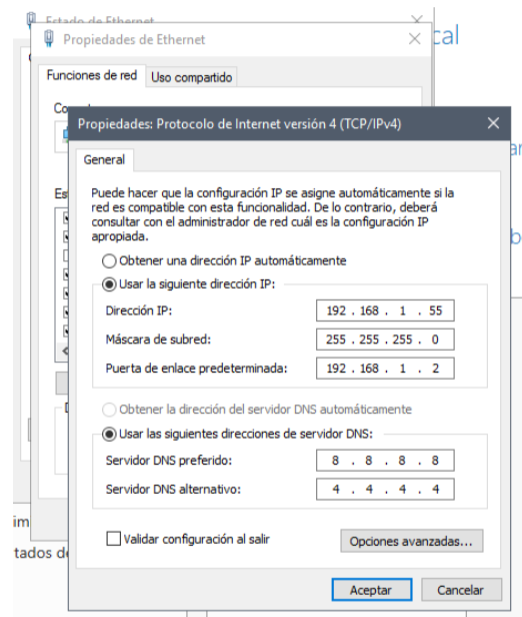 Estado de Ethernet
Propiedades de Ethernet
cal
Funciones de red
Uso compartido
Propiedades: Protocolo de Internet versión 4 (TCP/IPv4)
General
Puede hacer que la configuración IP se asigne automáticamente si la
red es compatible con esta funcionalidad. De lo contrario, deberá
consultar con el administrador de red cuál es la configuración IP
apropiada.
Obtener una dirección IP automáticamente
Usar la siguiente dirección IP:
Dirección IP: 192 . 168 . 1 . 55
Máscara de subred: 255 . 255 . 255 . 0
Puerta de enlace predeterminada: 192 . 168 . 1 . 2
Obtener la dirección del servidor DNS automáticamente
Usar las siguientes direcciones de servidor DNS:
Servidor DNS preferido: 8 . 8 . 8 . 8
Servidor DNS alternativo: 4 . 4 . 4 . 4
Validar configuración al salir
Opciones avanzadas...
Aceptar
Cancelar
im
tados de